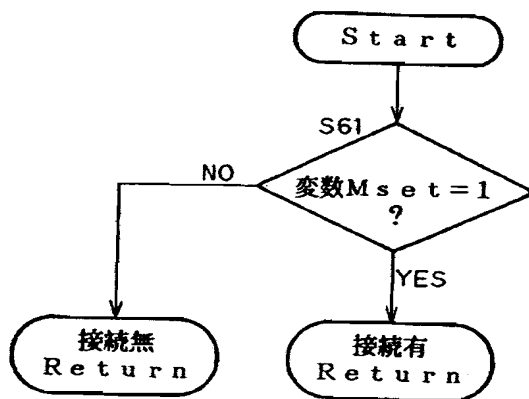 Start
S61
変数Mset=1
?
NO
YES
接続無
Return
接続有
Return